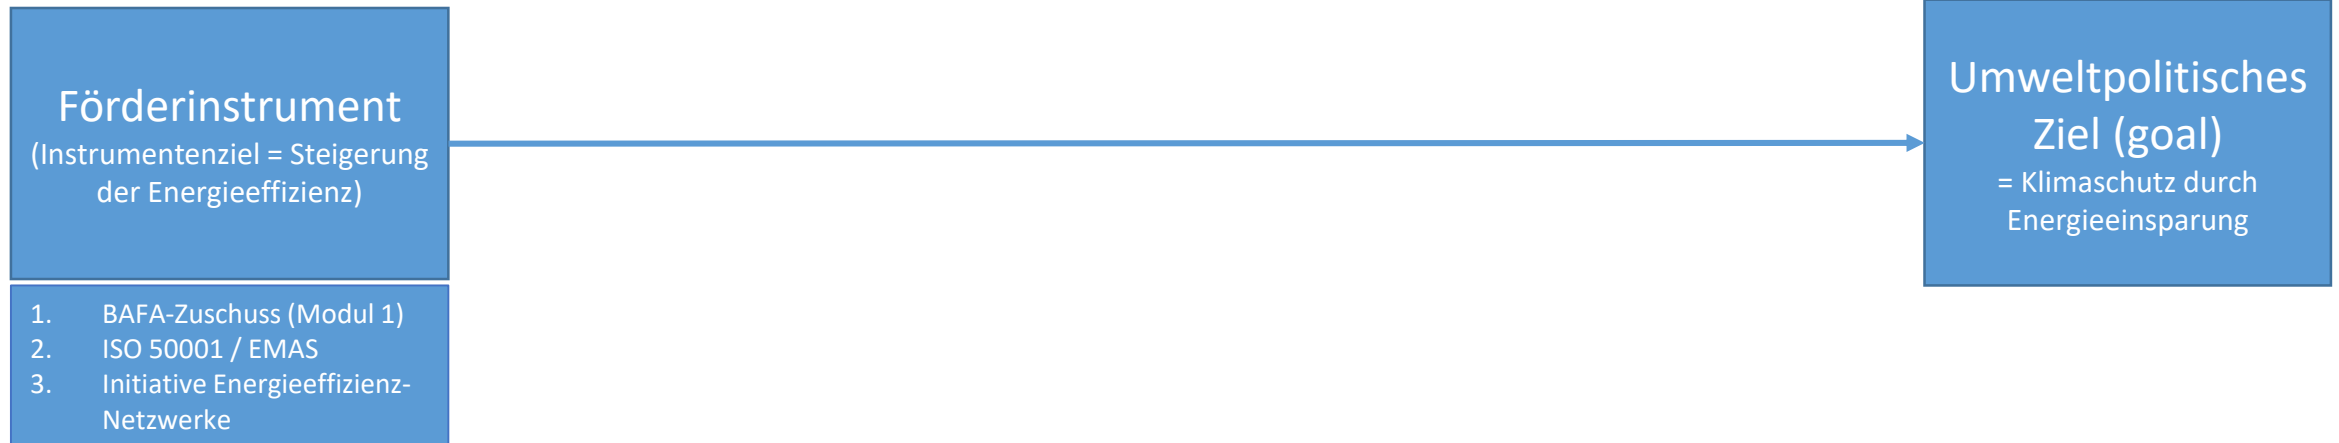 Förderinstrument
(Instrumentenziel = Steigerung
der Energieeffizienz)
1. BAFA-Zuschuss (Modul 1)
2. ISO 50001 / EMAS
3. Initiative Energieeffizienz-
Netzwerke
Umweltpolitisches
Ziel (goal)
= Klimaschutz durch
Energieeinsparung